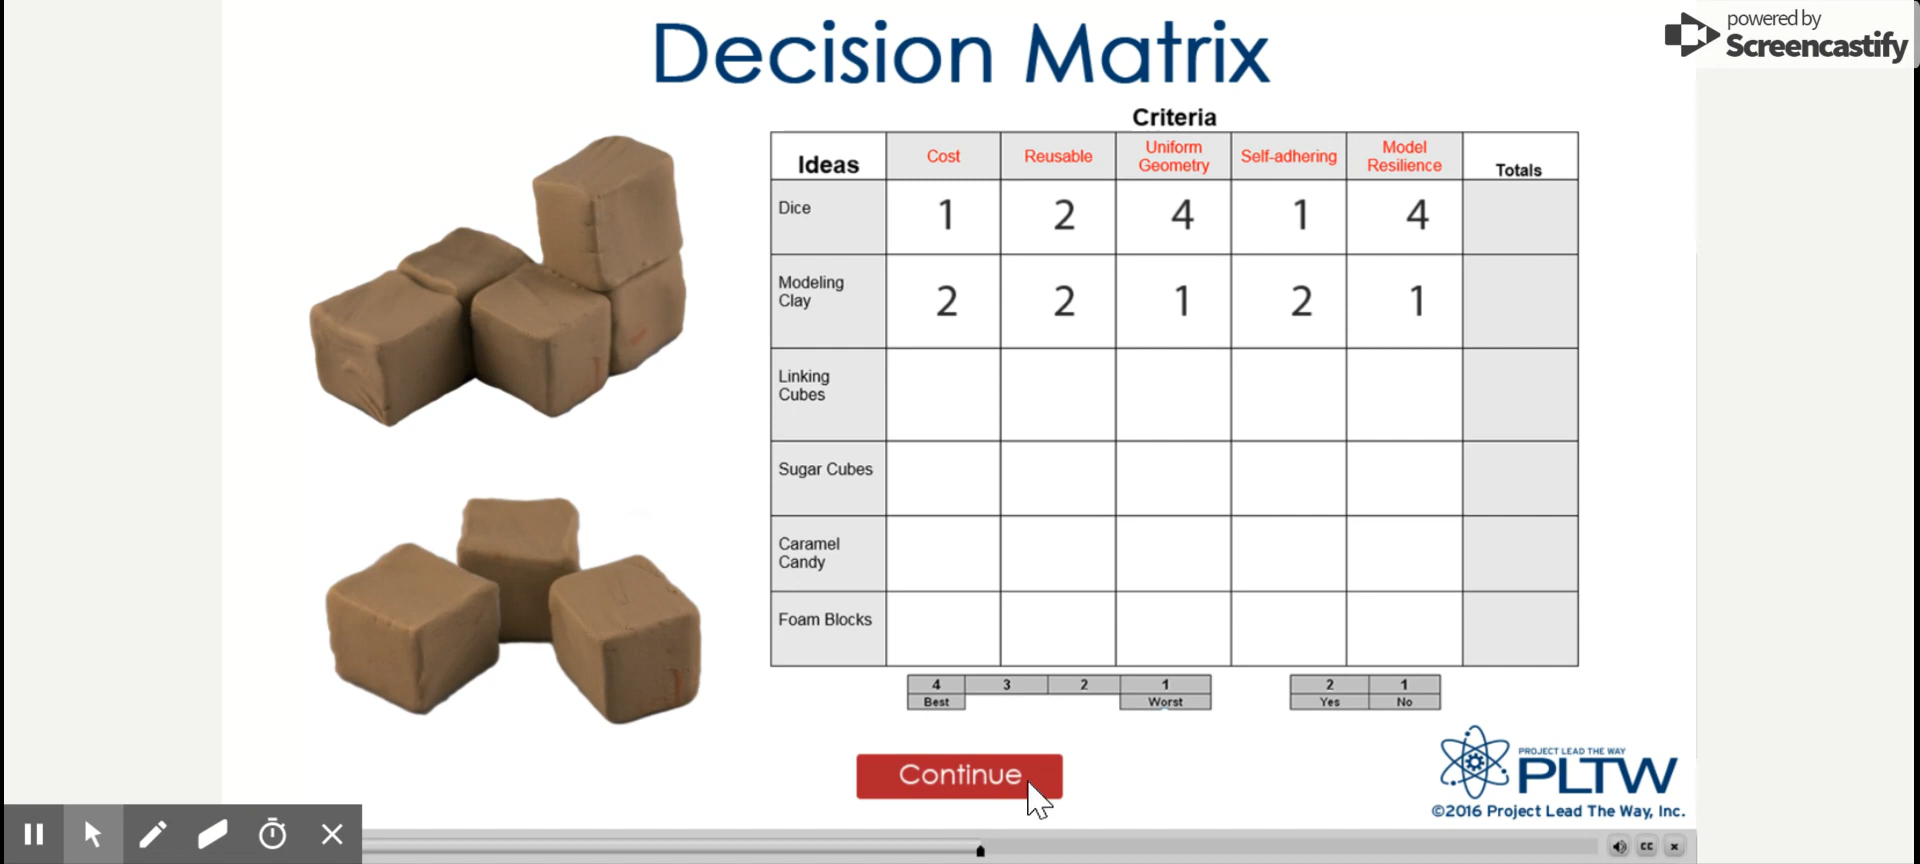 Decision Matrix
powered by
Screencastify
Criteria
Ideas
Cost
Reusable
Uniform
Geometry
Self-adhering
Model
Resilience
Totals
Dice
1 2 4 1 4
Modeling
Clay
2 2 1 2 1
Linking
Cubes
Sugar Cubes
Caramel
Candy
Foam Blocks
4 3 2 1
Best Worst
2 1
Yes No
Continue
PROJECT LEAD THE WAY
PLTW
©2016 Project Lead The Way, Inc.
CC